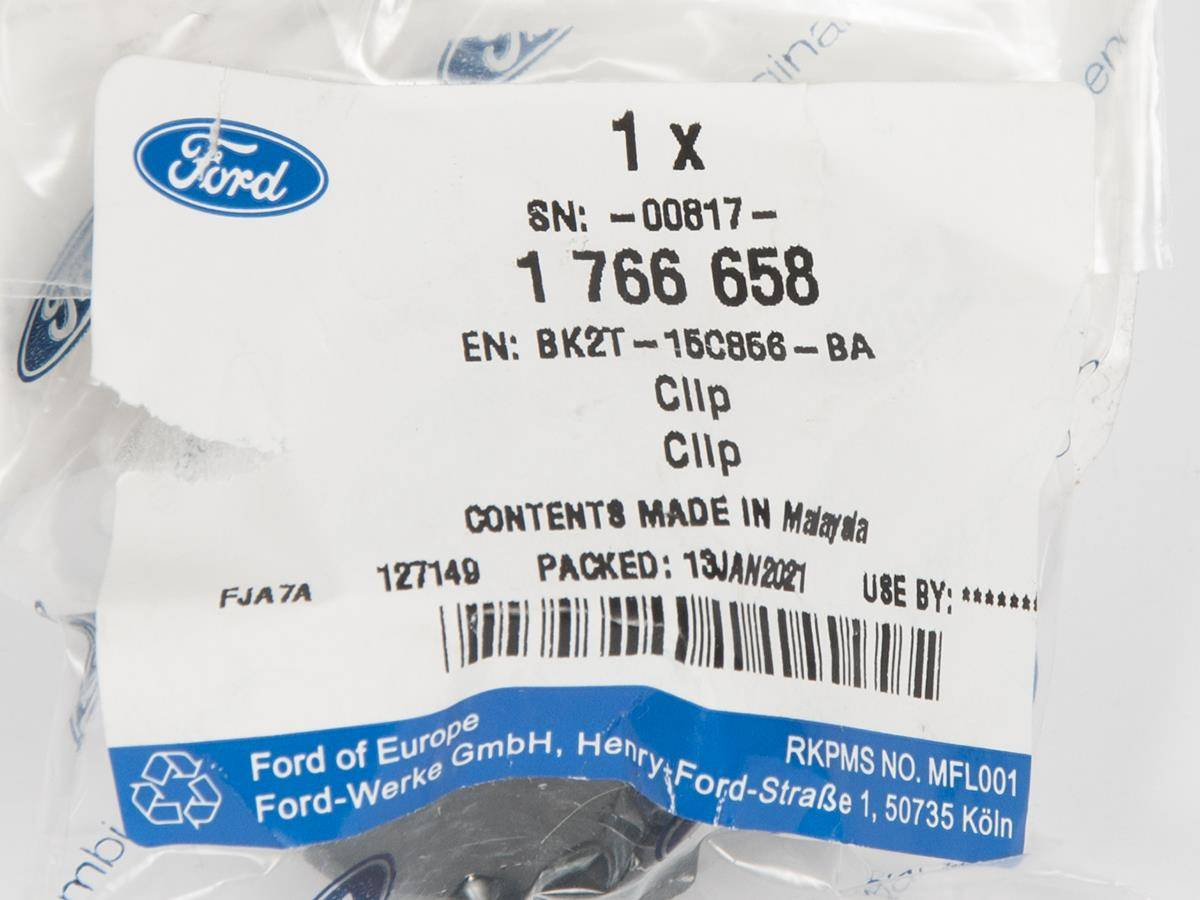 Ford
1 x
SN: -00817-
1 766 658
EN: BK2T-15C856-BA
Clip
Clip
CONTENTS MADE IN Malaysia
FJA7A 127149 PACKED: 13JAN2021 USE BY: *******
Ford of Europe
Ford-Werke GmbH, Henry-Ford-Straße 1, 50735 Köln
RKPMS NO. MFL001